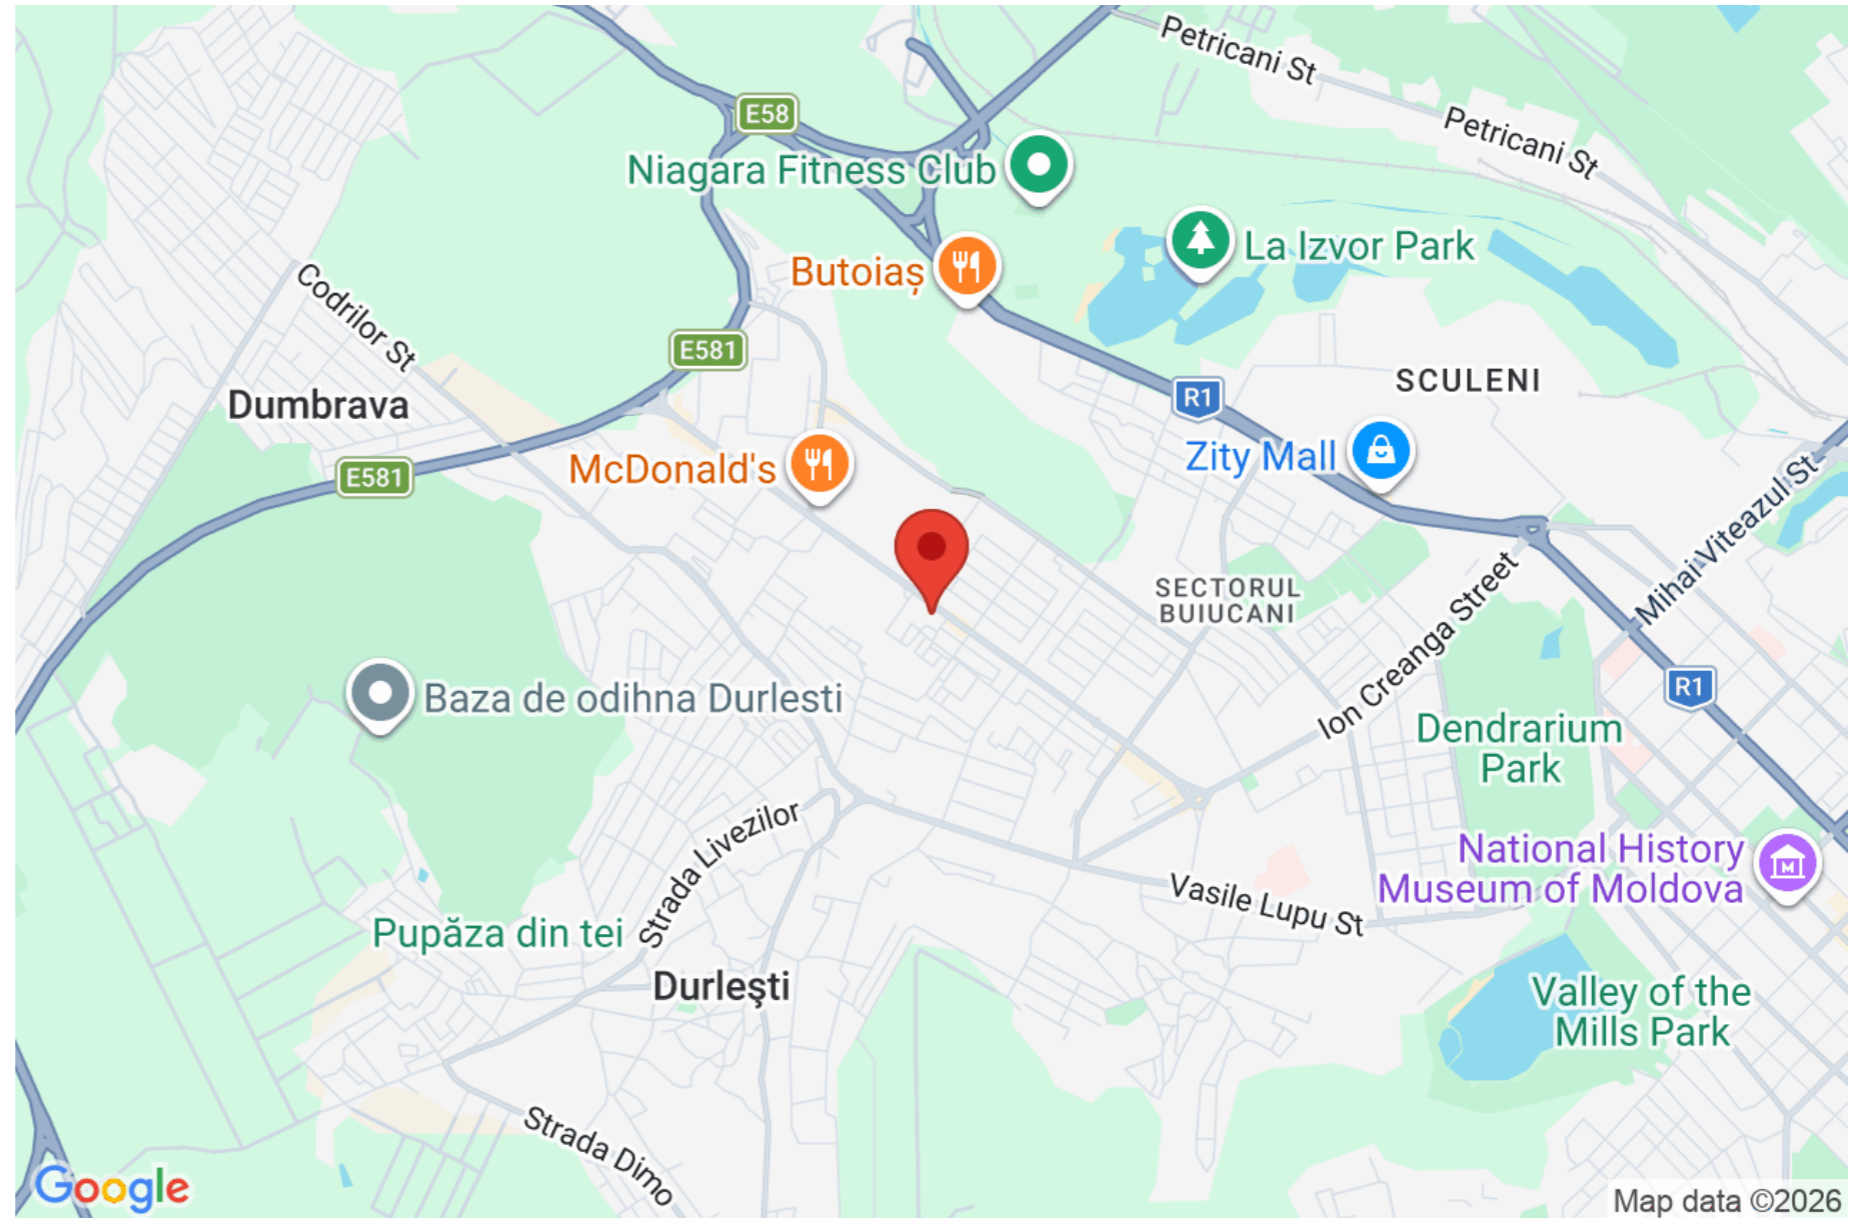 Petricani St
Petricani St
E58
Niagara Fitness Club
La Izvor Park
Butoiaș
Codrilor St
E581
R1
SCULENI
Dumbrava
Zity Mall
McDonald's
E581
Mihai Viteazul St
SECTORUL
BUIUCANI
Ion Creanga Street
R1
Baza de odihna Durlesti
Dendrarium
Park
Strada Livezilor
National History
Museum of Moldova
M
Vasile Lupu St
Pupăza din tei
Durleşti
Valley of the
Mills Park
Strada Dimo
Google
Map data ©2026